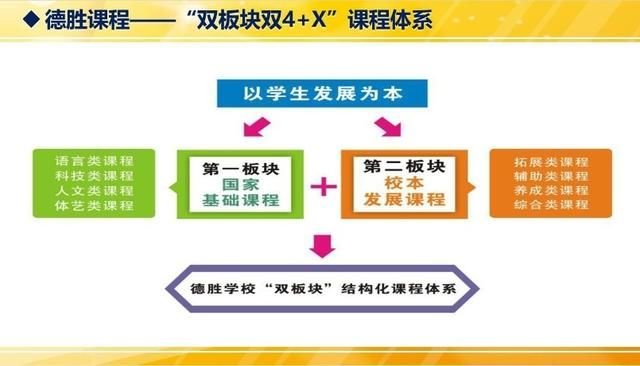 德胜课程——“双板块双4+X”课程体系
以学生发展为本
语言类课程
科技类课程
人文类课程
体艺类课程
第一板块
国家
基础课程
+
第二板块
校本
发展课程
拓展类课程
辅助类课程
养成类课程
综合类课程
德胜学校“双板块”结构化课程体系